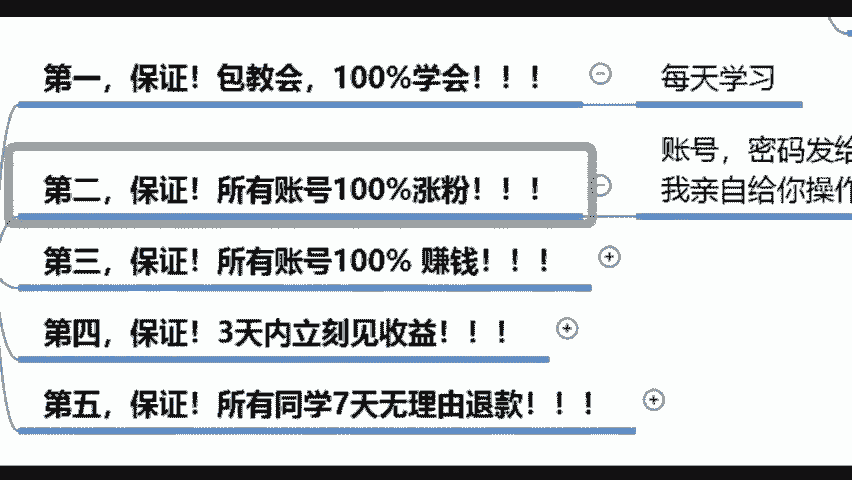 第一，保证！包教会，100%学会！！！
每天学习
第二，保证！所有账号100%涨粉！！！
账号，密码发给
我亲自给你操作
第三，保证！所有账号100% 赚钱！！！
第四，保证！3天内立刻见收益！！！
第五，保证！所有同学7天无理由退款！！！